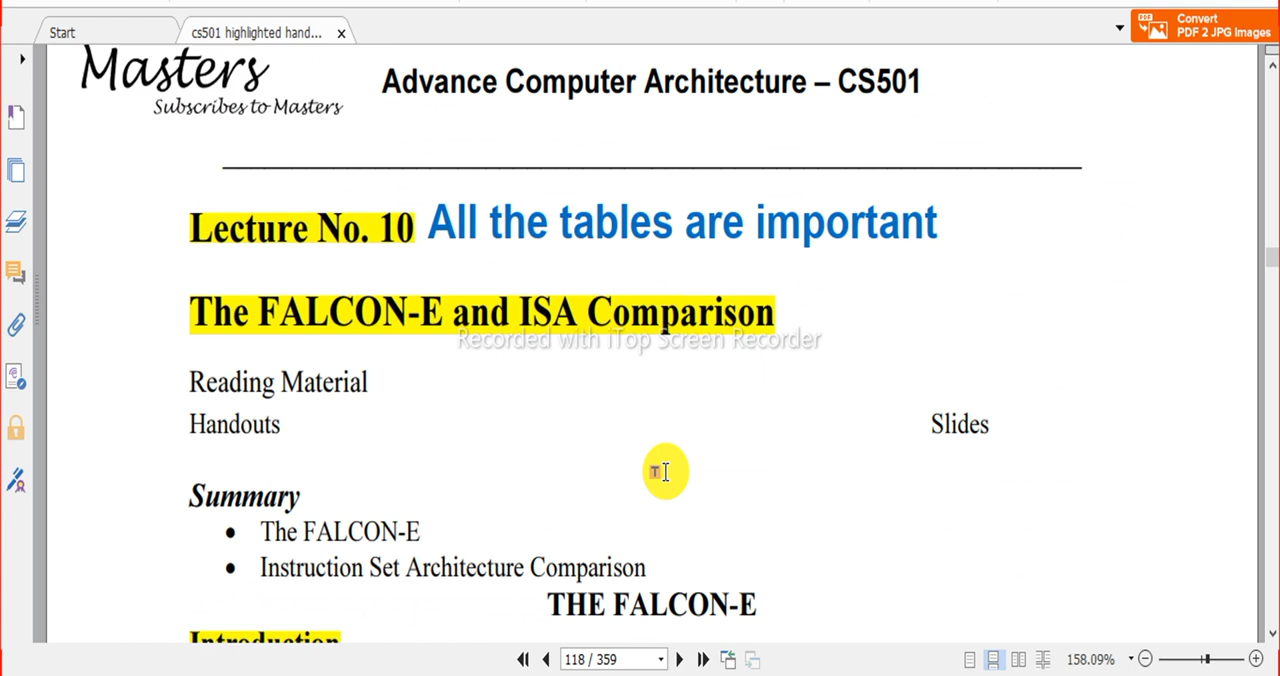 Start
cs501 highlighted hand... x
Convert
PDF 2 JPG Images
Masters
Subscribes to Masters
Advance Computer Architecture – CS501
Lecture No. 10 All the tables are important
The FALCON-E and ISA Comparison
Recorded with iTop Screen Recorder
Reading Material
Handouts Slides
Summary
• The FALCON-E
• Instruction Set Architecture Comparison
THE FALCON-E
Introduction
118 / 359
158.09%